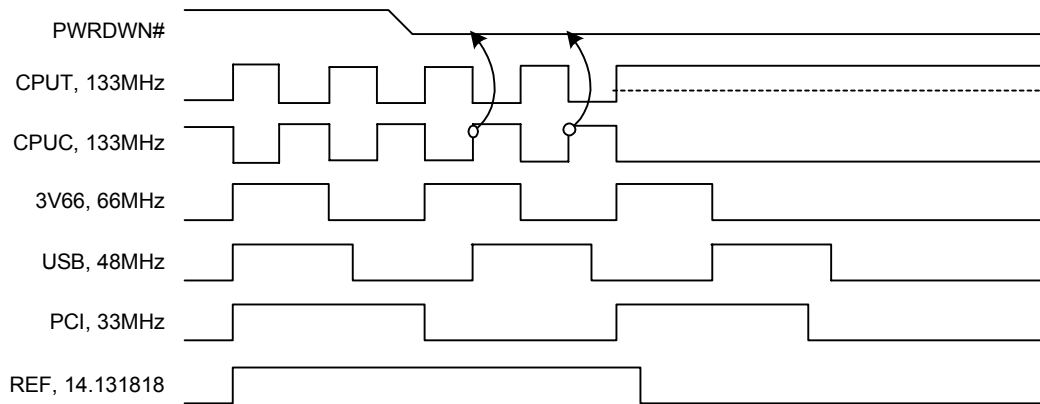 PWRDWN#
CPUT, 133MHz
CPUC, 133MHz
3V66, 66MHz
USB, 48MHz
PCI, 33MHz
REF, 14.131818